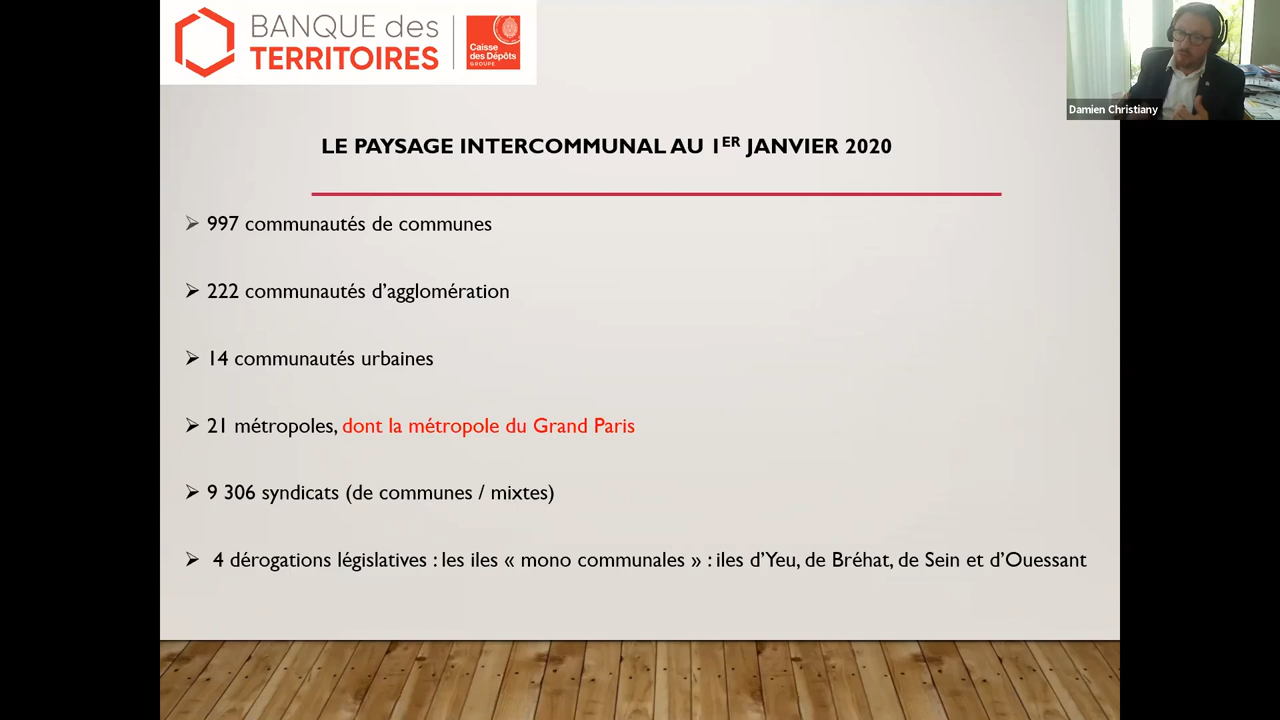 BANQUE des
TERRITOIRES
Caisse
des Dépôts
GROUPE
Damien Christiany
LE PAYSAGE INTERCOMMUNAL AU 1ER JANVIER 2020
997 communautés de communes
222 communautés d’agglomération
14 communautés urbaines
21 métropoles, dont la métropole du Grand Paris
9 306 syndicats (de communes / mixtes)
4 dérogations législatives : les iles « mono communales » : iles d’Yeu, de Bréhat, de Sein et d’Ouessant